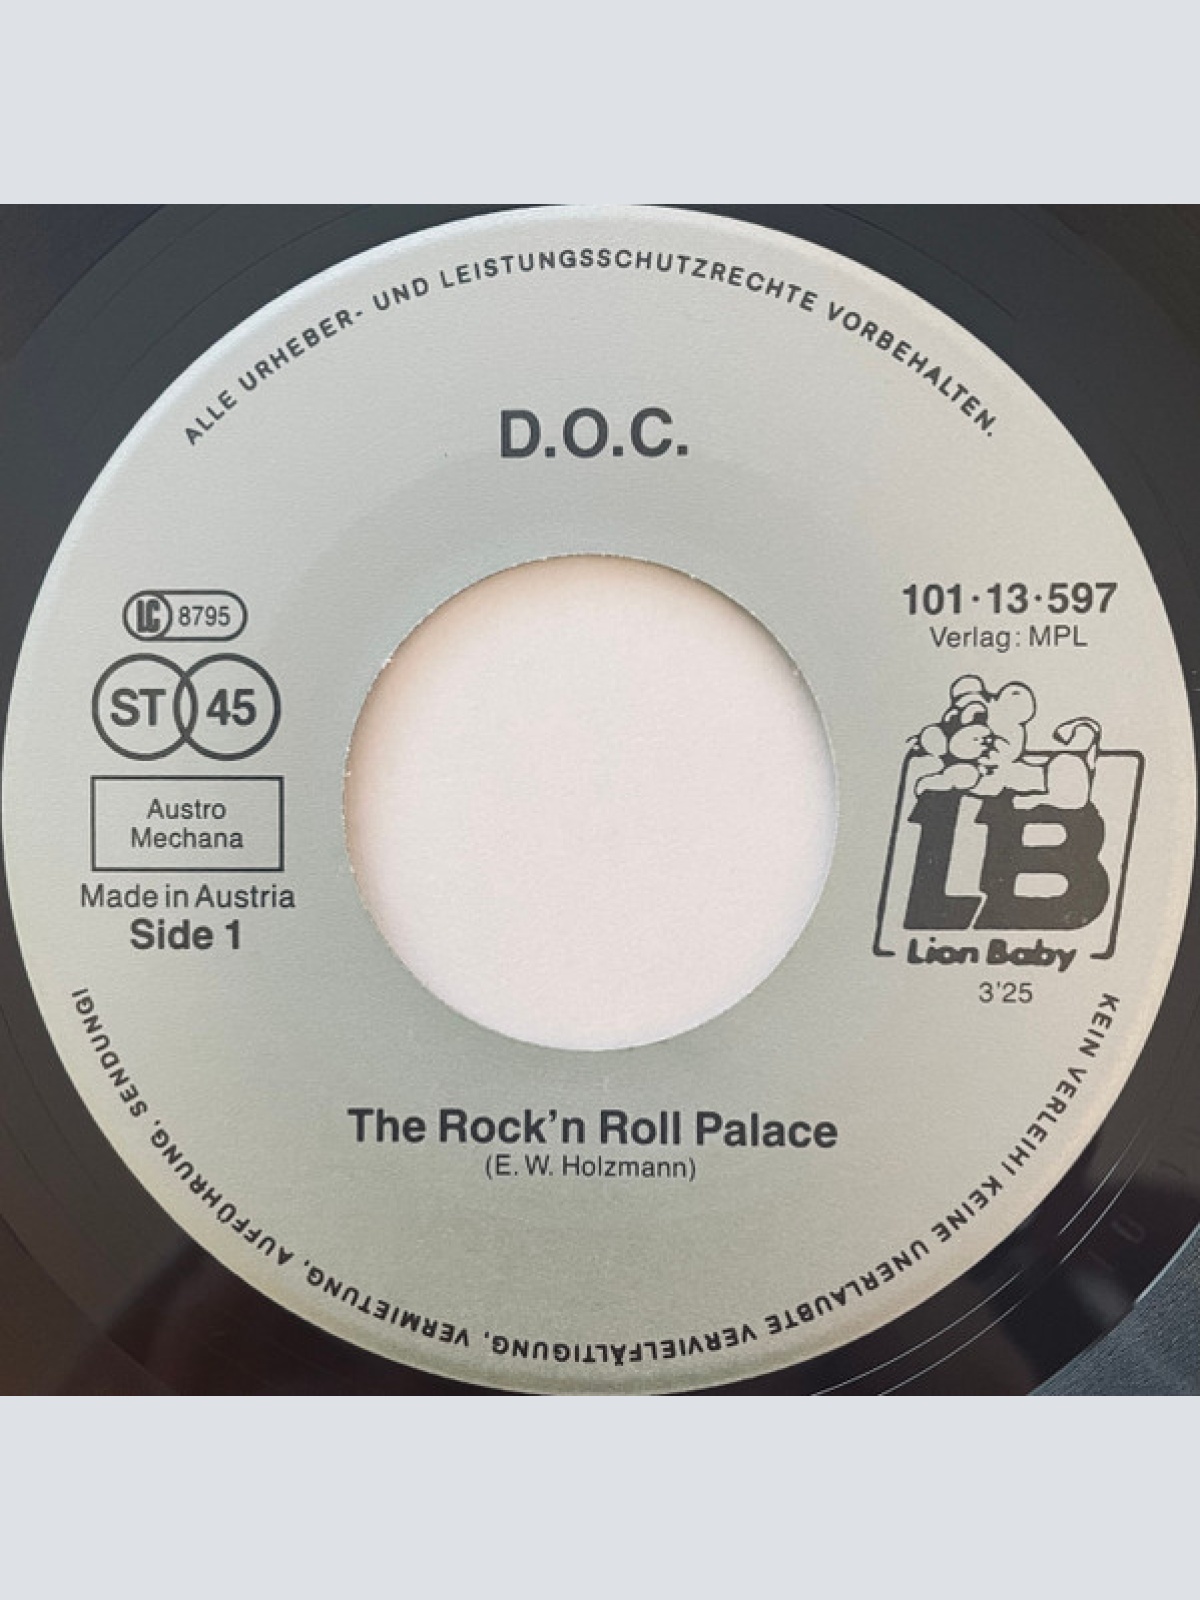 ALLE URHEBER- UND LEISTUNGSSCHUTZRECHTE VORBEHALTEN.
D.O.C.
LC 8795
ST 45
Austro
Mechana
Made in Austria
Side 1
101·13·597
Verlag: MPL
LB
Lion Baby
3'25
The Rock'n Roll Palace
(E. W. Holzmann)
KEIN VERLEIH! KEINE UNERLAUBTE VERVIELFÄLTIGUNG, VERMIETUNG, AUFFÜHRUNG, SENDUNG!